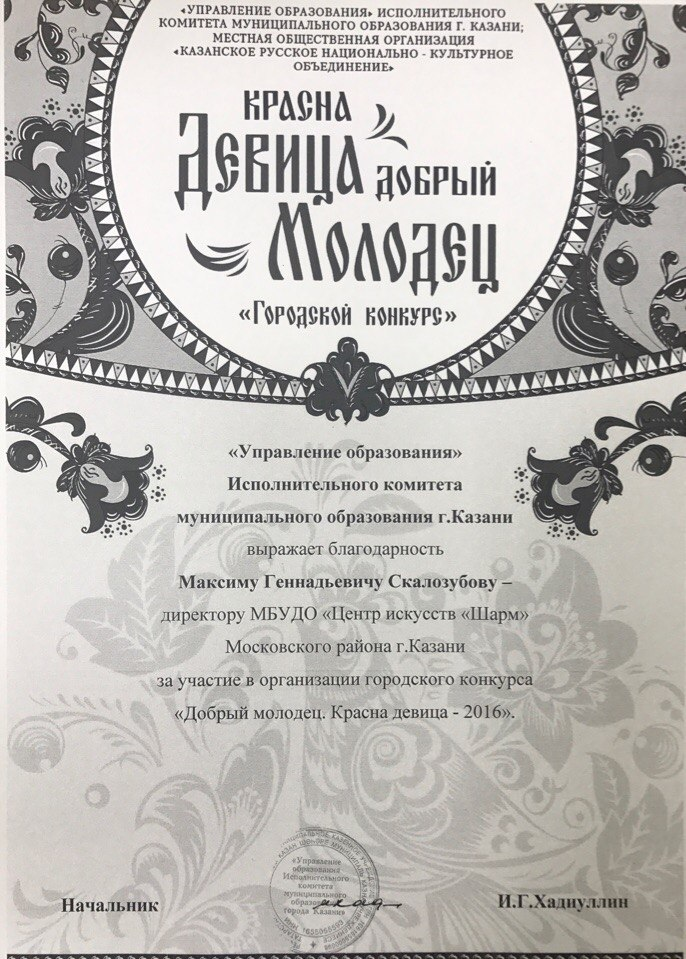 «УПРАВЛЕНИЕ ОБРАЗОВАНИЯ» ИСПОЛНИТЕЛЬНОГО
КОМИТЕТА МУНИЦИПАЛЬНОГО ОБРАЗОВАНИЯ Г. КАЗАНИ;
МЕСТНАЯ ОБЩЕСТВЕННАЯ ОРГАНИЗАЦИЯ
«КАЗАНСКОЕ РУССКОЕ НАЦИОНАЛЬНО - КУЛЬТУРНОЕ
ОБЪЕДИНЕНИЕ»
КРАСНА
ДЕВИЦА ДОБРЫЙ
МОЛОДЕЦ
«ГОРОДСКОЙ КОНКУРС»
«Управление образования»
Исполнительного комитета
муниципального образования г.Казани
выражает благодарность
Максиму Геннадьевичу Скалозубову –
директору МБУДО «Центр искусств «Шарм»
Московского района г.Казани
за участие в организации городского конкурса
«Добрый молодец. Красна девица - 2016».
«Управление
образования
Исполнительного
комитета
муниципального
города Казани»
Начальник
И.Г.Хадиуллин